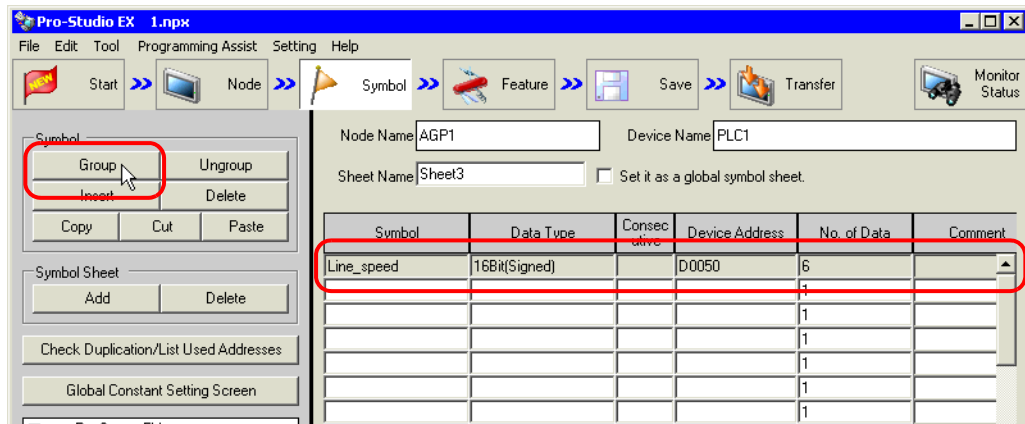 Pro-Studio EX 1.npx
File Edit Tool Programming Assist Setting Help
NEW Start Node Symbol Feature Save Transfer Monitor Status
Symbol
Group Ungroup
Insert Delete
Copy Cut Paste
Symbol Sheet
Add Delete
Check Duplication/List Used Addresses
Global Constant Setting Screen
Node Name AGP1 Device Name PLC1
Sheet Name Sheet3 Set it as a global symbol sheet.
Symbol Data Type Consecutive Device Address No. of Data Comment
Line_speed 16Bit(Signed) D0050 6
1
1
1
1
1
1